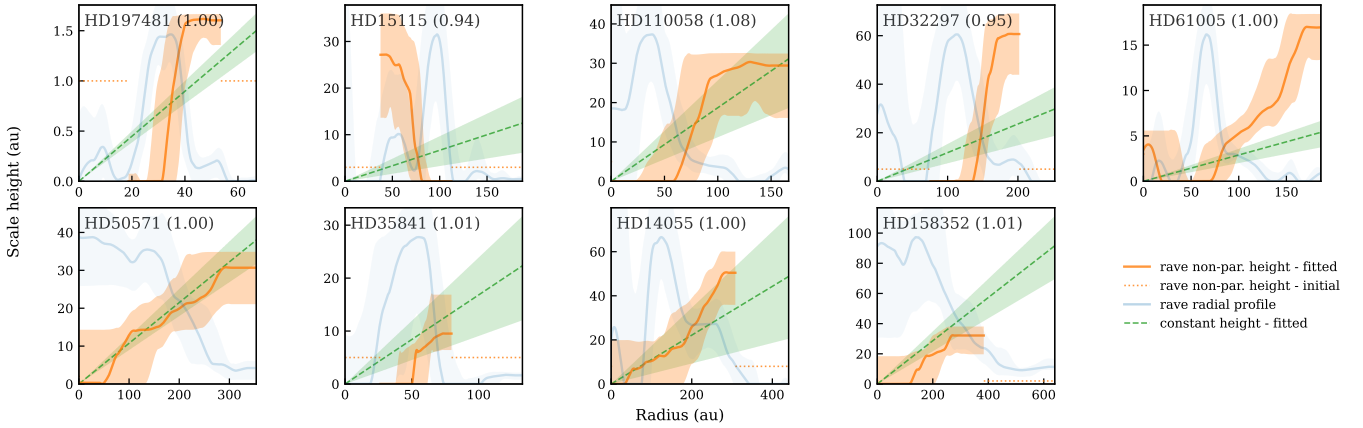 HD197481 (1.00)
HD15115 (0.94)
HD110058 (1.08)
HD32297 (0.95)
HD61005 (1.00)
1.5
1.0
0.5
0.0
0 20 40 60
30
20
10
0
0 50 100 150
40
30
20
10
0
0 50 100 150
60
40
20
0
0 100 200
15
10
5
0
0 50 100 150
Scale height (au)
HD50571 (1.00)
HD35841 (1.01)
HD14055 (1.00)
HD158352 (1.01)
40
30
20
10
0
0 100 200 300
30
20
10
0
0 50 100
60
40
20
0
0 200 400
100
80
60
40
20
0
0 200 400 600
rave non-par. height - fitted
rave non-par. height - initial
rave radial profile
constant height - fitted
Radius (au)